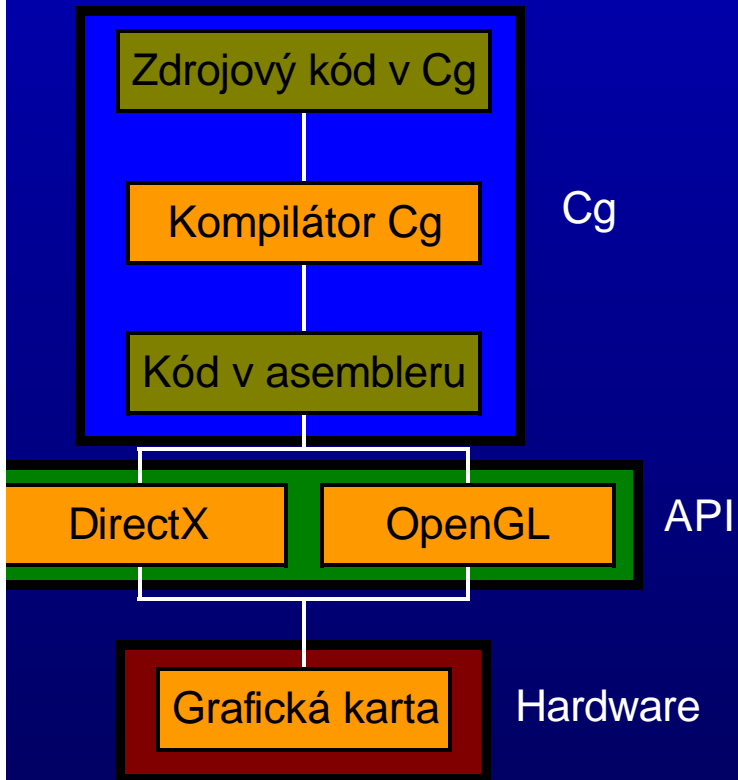 Zdrojový kód v Cg
Kompilátor Cg
Cg
Kód v asembleru
DirectX
OpenGL
API
Grafická karta
Hardware